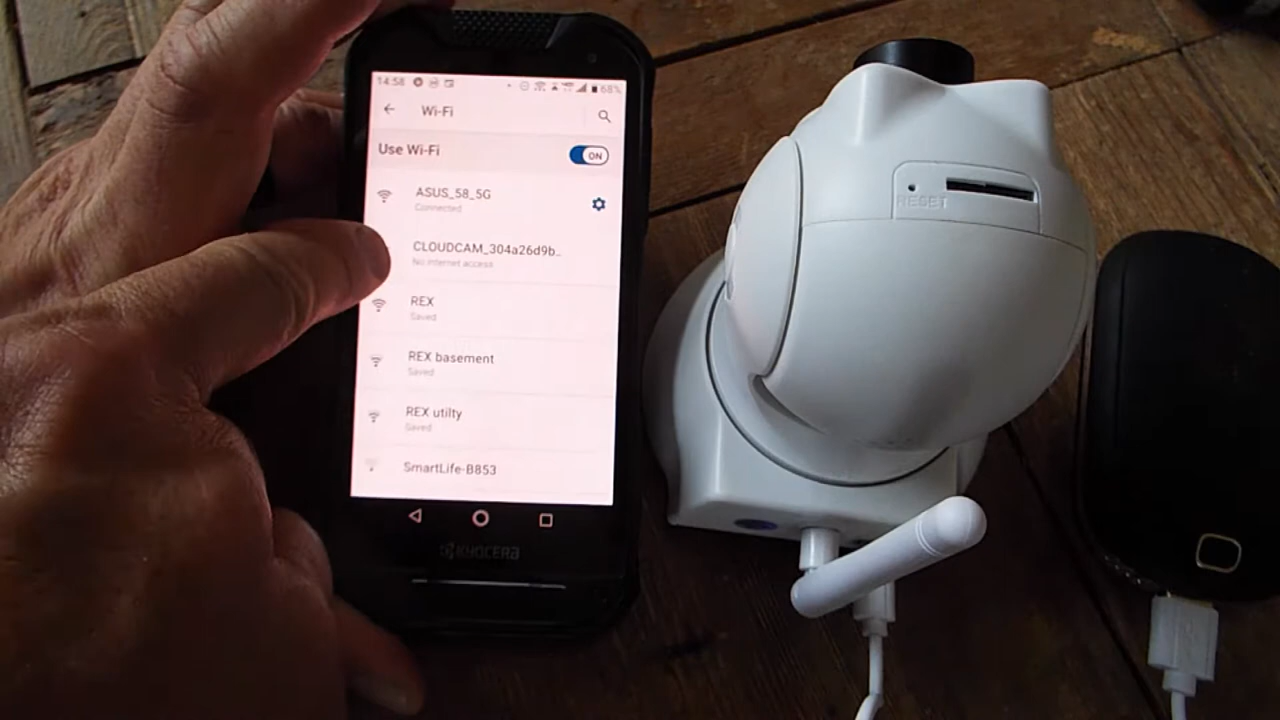 14:58 68%
Wi-Fi
Use Wi-Fi ON
ASUS_58_5G
Connected
CLOUDCAM_304a26d9b..
No internet access
REX
Saved
REX basement
Saved
REX utilty
Saved
SmartLife-B853
KYOCERA
RESET